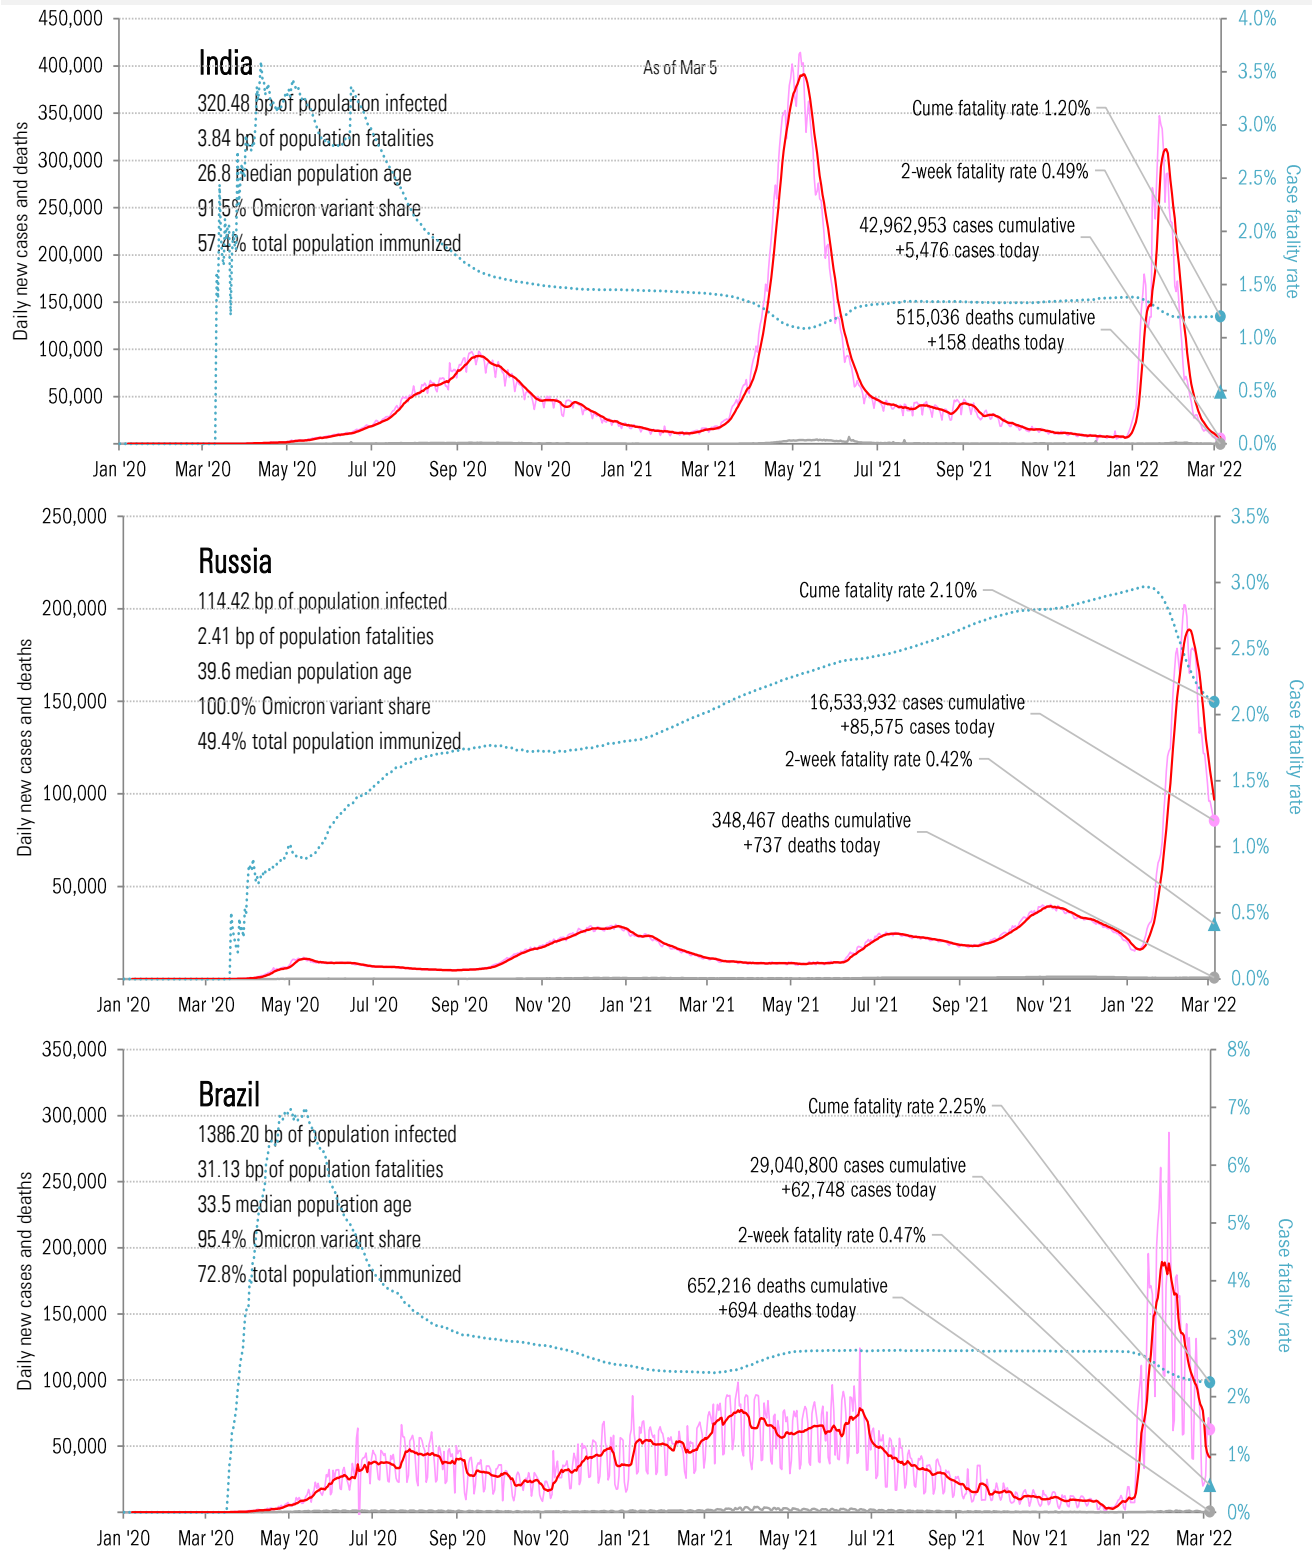 450,000
400,000
350,000
300,000
250,000
200,000
150,000
100,000
50,000
Daily new cases and deaths
India
320.48 bp of population infected
3.84 bp of population fatalities
26.8 median population age
91.5% Omicron variant share
57.4% total population immunized
As of Mar 5
Cume fatality rate 1.20%
2-week fatality rate 0.49%
42,962,953 cases cumulative
+5,476 cases today
515,036 deaths cumulative
+158 deaths today
4.0%
3.5%
3.0%
2.5%
2.0%
1.5%
1.0%
0.5%
0.0%
Case fatality rate
Jan '20 Mar '20 May '20 Jul '20 Sep '20 Nov '20 Jan '21 Mar '21 May '21 Jul '21 Sep '21 Nov '21 Jan '22 Mar '22
250,000
200,000
150,000
100,000
50,000
Daily new cases and deaths
Russia
114.42 bp of population infected
2.41 bp of population fatalities
39.6 median population age
100.0% Omicron variant share
49.4% total population immunized
Cume fatality rate 2.10%
16,533,932 cases cumulative
+85,575 cases today
2-week fatality rate 0.42%
348,467 deaths cumulative
+737 deaths today
3.5%
3.0%
2.5%
2.0%
1.5%
1.0%
0.5%
0.0%
Case fatality rate
Jan '20 Mar '20 May '20 Jul '20 Sep '20 Nov '20 Jan '21 Mar '21 May '21 Jul '21 Sep '21 Nov '21 Jan '22 Mar '22
350,000
300,000
250,000
200,000
150,000
100,000
50,000
Daily new cases and deaths
Brazil
1386.20 bp of population infected
31.13 bp of population fatalities
33.5 median population age
95.4% Omicron variant share
72.8% total population immunized
Cume fatality rate 2.25%
29,040,800 cases cumulative
+62,748 cases today
2-week fatality rate 0.47%
652,216 deaths cumulative
+694 deaths today
8%
7%
6%
5%
4%
3%
2%
1%
0%
Case fatality rate
Jan '20 Mar '20 May '20 Jul '20 Sep '20 Nov '20 Jan '21 Mar '21 May '21 Jul '21 Sep '21 Nov '21 Jan '22 Mar '22